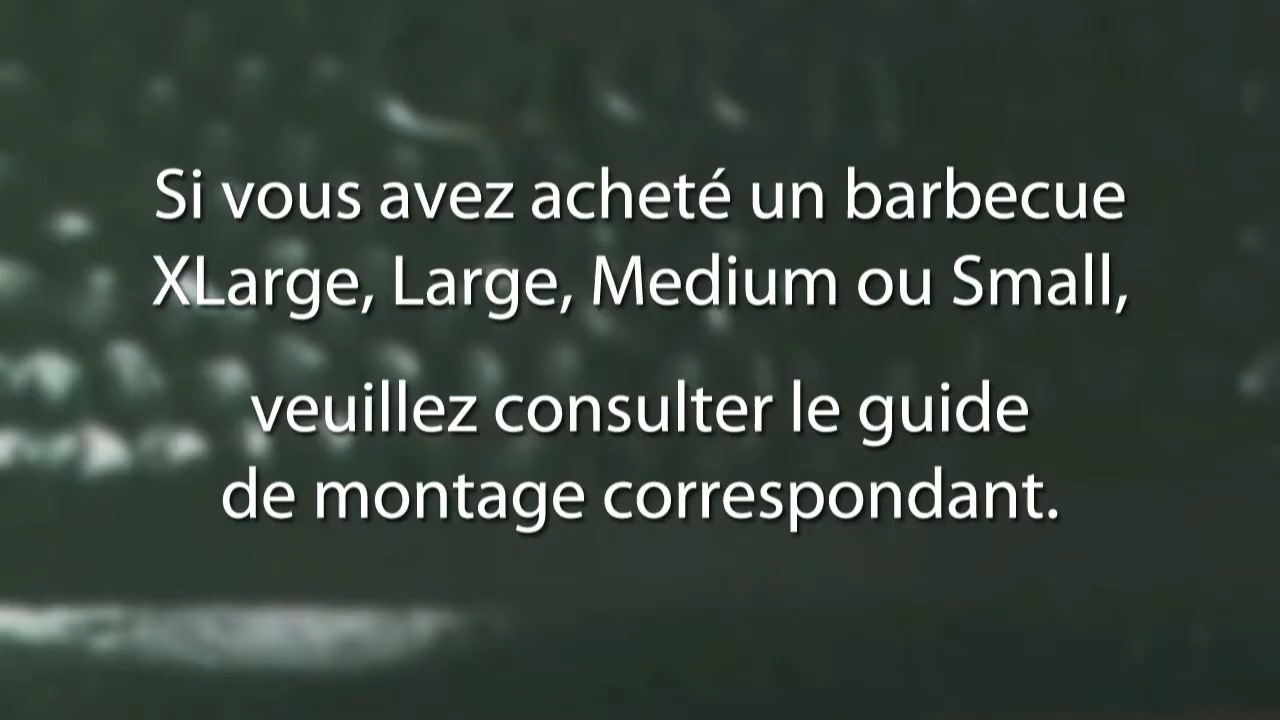 Si vous avez acheté un barbecue
XLarge, Large, Medium ou Small,
veuillez consulter le guide
de montage correspondant.